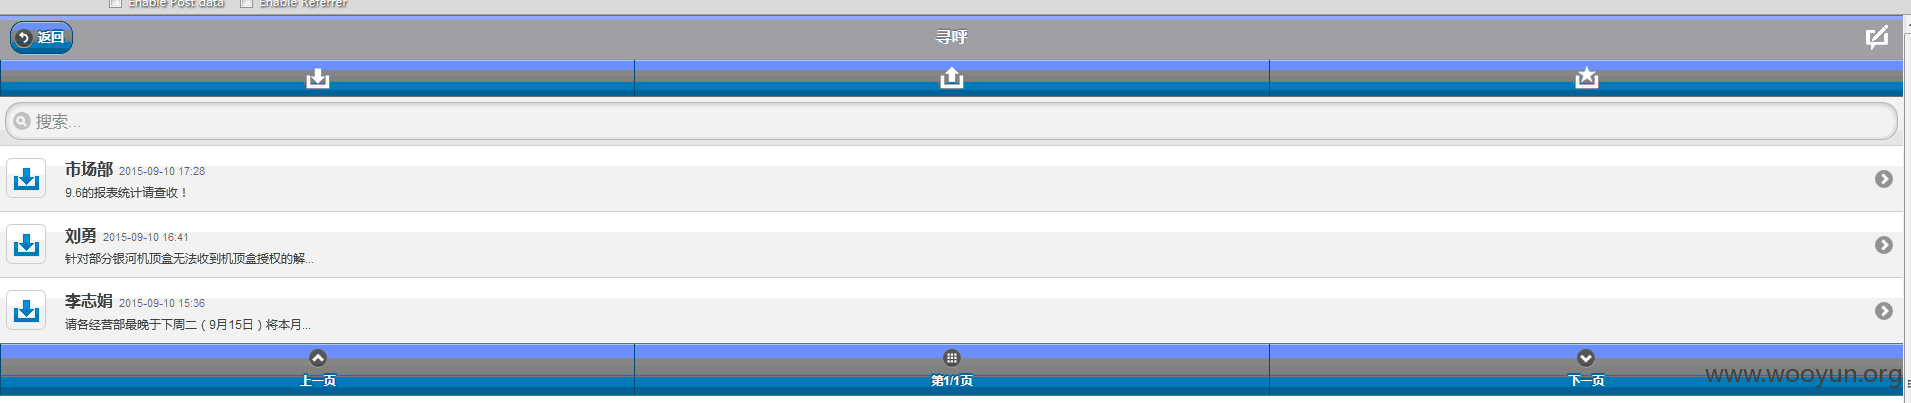 Enable Post data Enable Referrer
返回 寻呼
搜索...
市场部 2015-09-10 17:28
9.6的报表统计请查收！
刘勇 2015-09-10 16:41
针对部分银河机顶盒无法收到机顶盒授权的解...
李志娟 2015-09-10 15:36
请各经营部最晚于下周二（9月15日）将本月...
上一页 第1/1页 下一页
www.wooyun.org